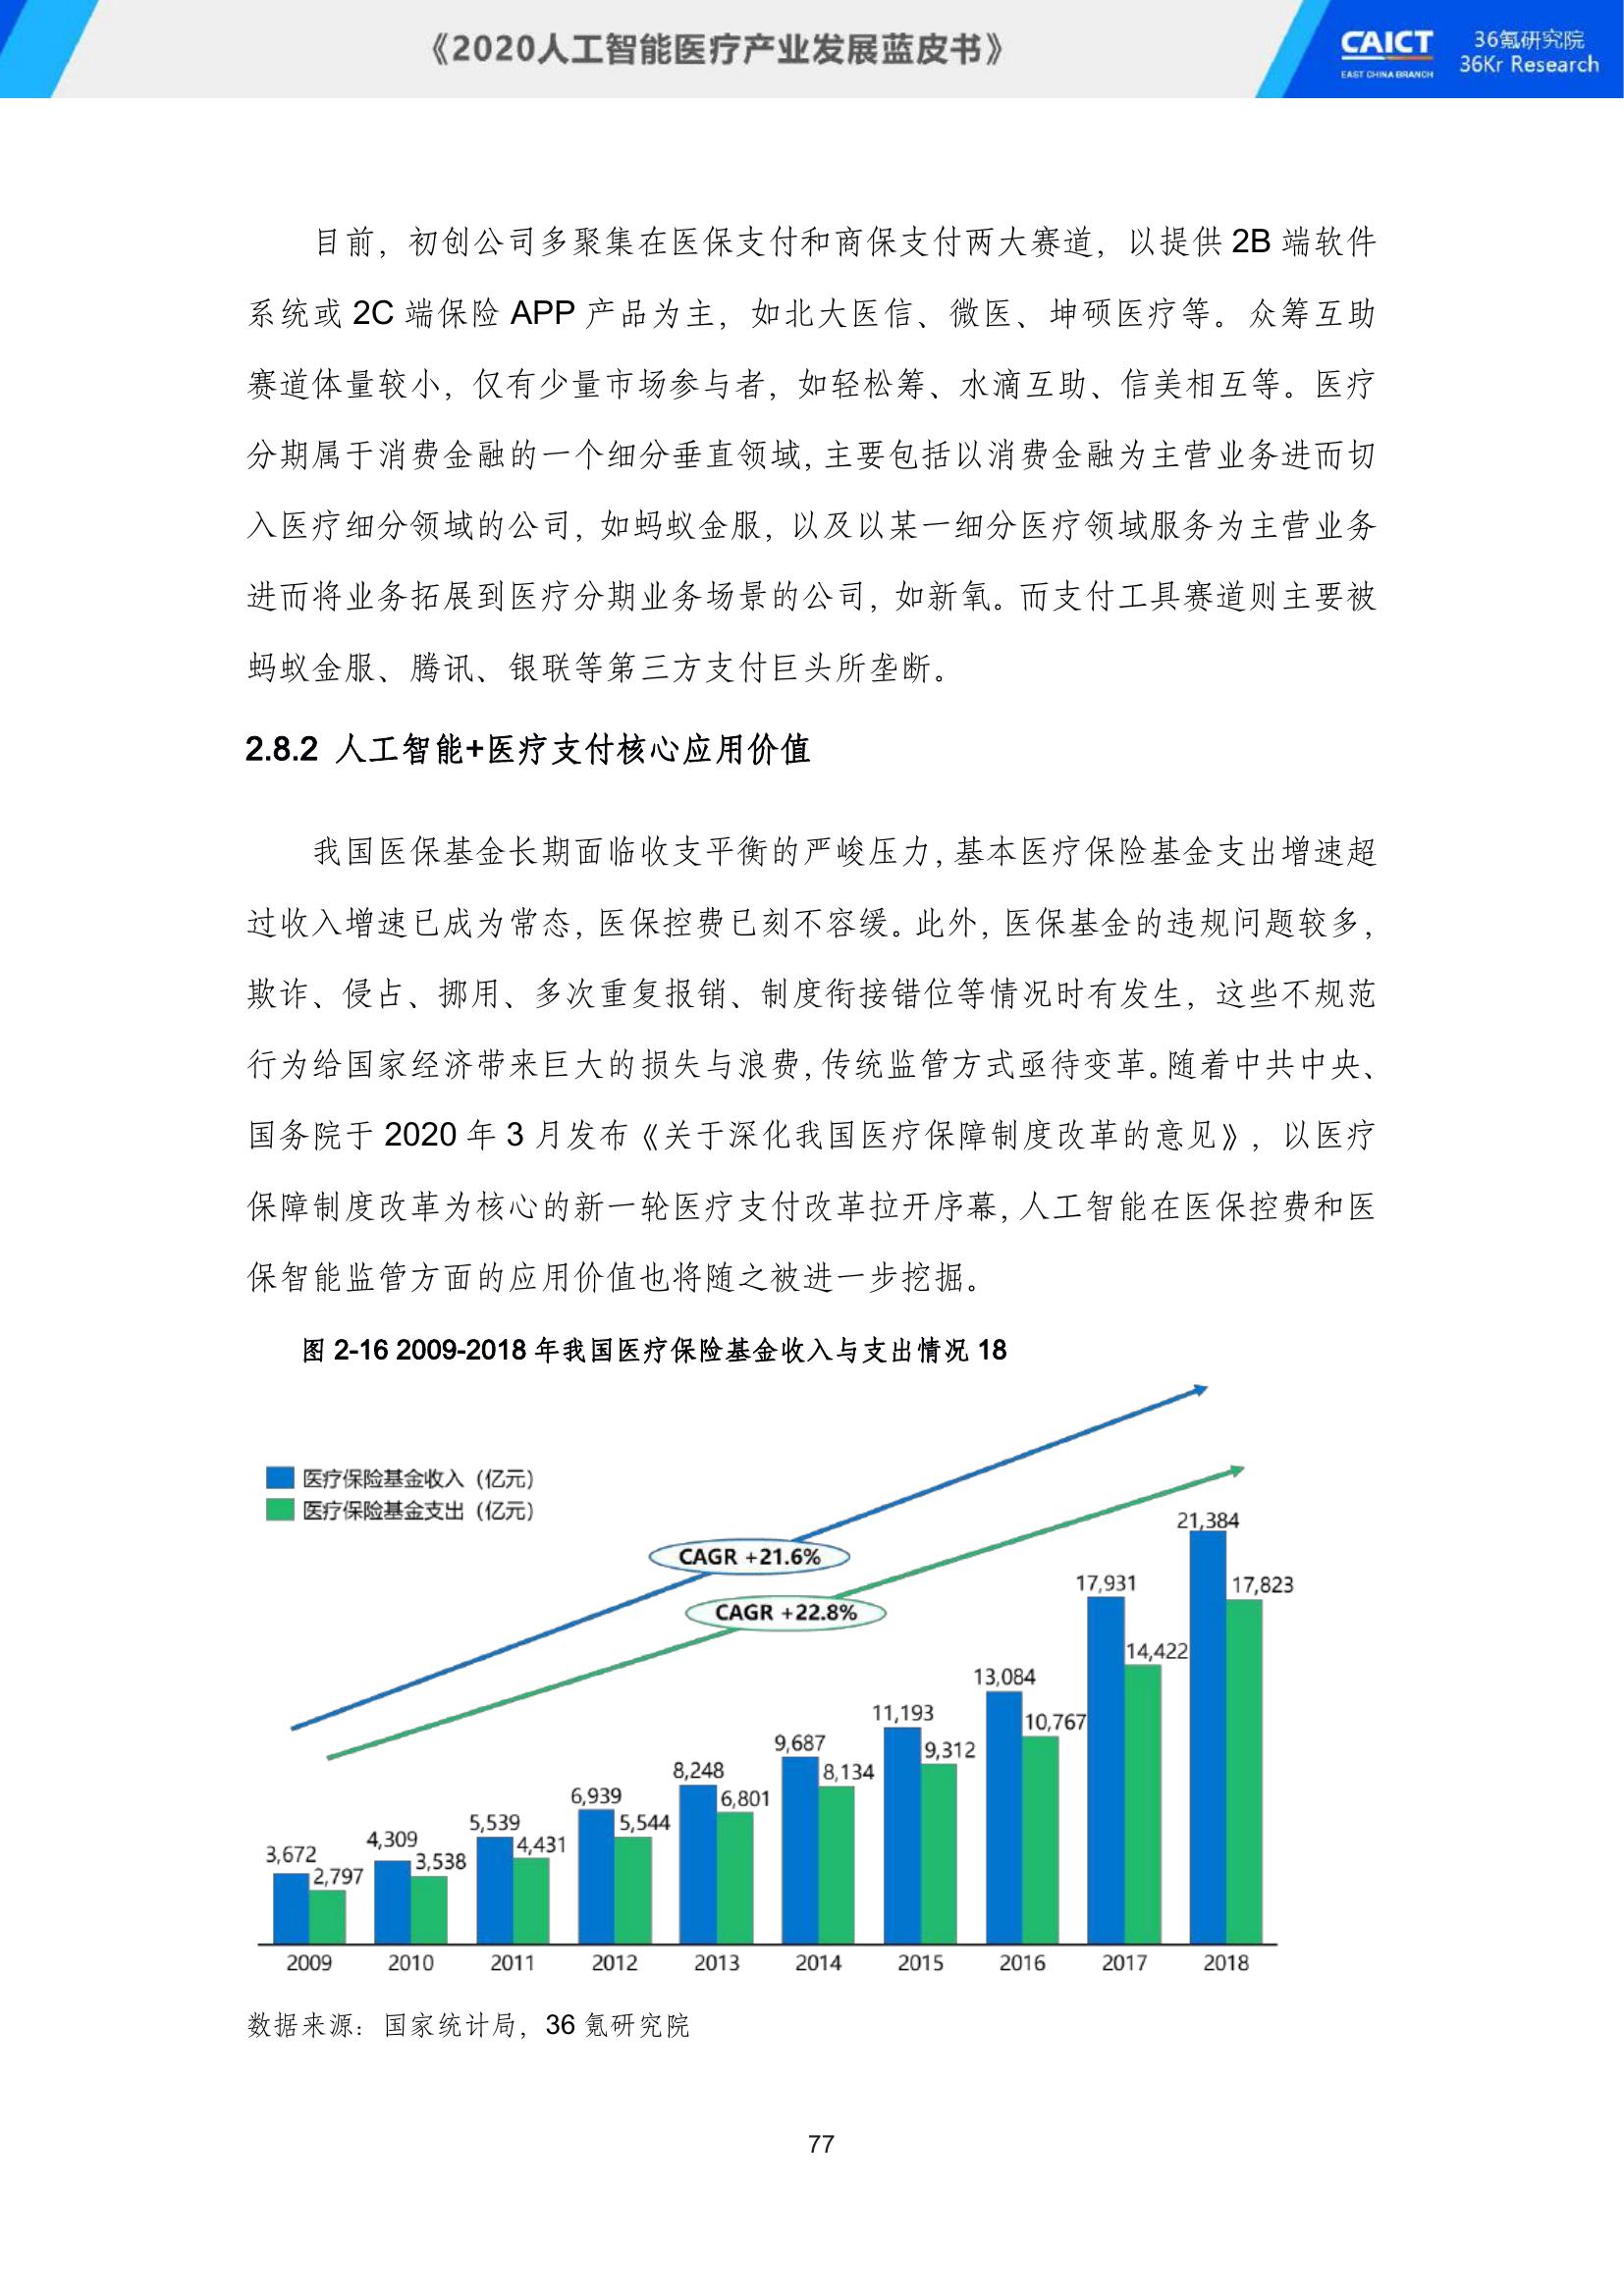 《2020人工智能医疗产业发展蓝皮书》
CAICT
EAST CHINA BRANCH
36氪研究院
36Kr Research
目前，初创公司多聚集在医保支付和商保支付两大赛道，以提供 2B 端软件
系统或 2C 端保险 APP 产品为主，如北大医信、微医、坤硕医疗等。众筹互助
赛道体量较小，仅有少量市场参与者，如轻松筹、水滴互助、信美相互等。医疗
分期属于消费金融的一个细分垂直领域，主要包括以消费金融为主营业务进而切
入医疗细分领域的公司，如蚂蚁金服，以及以某一细分医疗领域服务为主营业务
进而将业务拓展到医疗分期业务场景的公司，如新氧。而支付工具赛道则主要被
蚂蚁金服、腾讯、银联等第三方支付巨头所垄断。
2.8.2 人工智能+医疗支付核心应用价值
我国医保基金长期面临收支平衡的严峻压力，基本医疗保险基金支出增速超
过收入增速已成为常态，医保控费已刻不容缓。此外，医保基金的违规问题较多，
欺诈、侵占、挪用、多次重复报销、制度衔接错位等情况时有发生，这些不规范
行为给国家经济带来巨大的损失与浪费，传统监管方式亟待变革。随着中共中央、
国务院于 2020 年 3 月发布《关于深化我国医疗保障制度改革的意见》，以医疗
保障制度改革为核心的新一轮医疗支付改革拉开序幕，人工智能在医保控费和医
保智能监管方面的应用价值也将随之被进一步挖掘。
图 2-16 2009-2018 年我国医疗保险基金收入与支出情况 18
医疗保险基金收入（亿元）
医疗保险基金支出（亿元）
CAGR +21.6%
CAGR +22.8%
3,672 2,797
4,309 3,538
5,539 4,431
6,939 5,544
8,248 6,801
9,687 8,134
11,193 9,312
13,084 10,767
17,931 14,422
21,384 17,823
2009 2010 2011 2012 2013 2014 2015 2016 2017 2018
数据来源：国家统计局，36 氪研究院
77